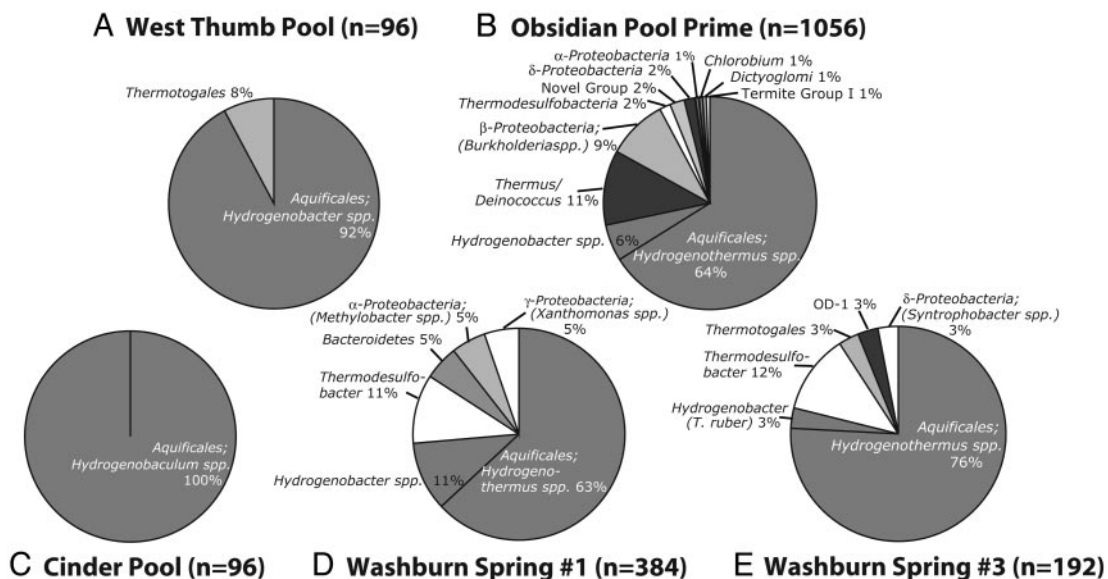 A West Thumb Pool (n=96)
Thermotogales 8%
Aquificales;
Hydrogenobacter spp.
92%
B Obsidian Pool Prime (n=1056)
α-Proteobacteria 1%
δ-Proteobacteria 2%
Novel Group 2%
Thermodesulfobacteria 2%
β-Proteobacteria;
(Burkholderiaspp.) 9%
Thermus/
Deinococcus 11%
Hydrogenobacter spp. 6%
Chlorobium 1%
Dictyoglomi 1%
Termite Group I 1%
Aquificales;
Hydrogenothermus spp.
64%
Aquificales;
Hydrogenobaculum spp.
100%
C Cinder Pool (n=96)
α-Proteobacteria;
(Methylobacter spp.) 5%
Bacteroidetes 5%
Thermodesulfo-
bacter 11%
Hydrogenobacter spp. 11%
γ-Proteobacteria;
(Xanthomonas spp.)
5%
Aquificales;
Hydrogeno-
thermus spp. 63%
D Washburn Spring #1 (n=384)
OD-1 3%
Thermotogales 3%
Thermodesulfo-
bacter 12%
Hydrogenobacter
(T. ruber) 3%
δ-Proteobacteria;
(Syntrophobacter spp.)
3%
Aquificales;
Hydrogenothermus spp.
76%
E Washburn Spring #3 (n=192)